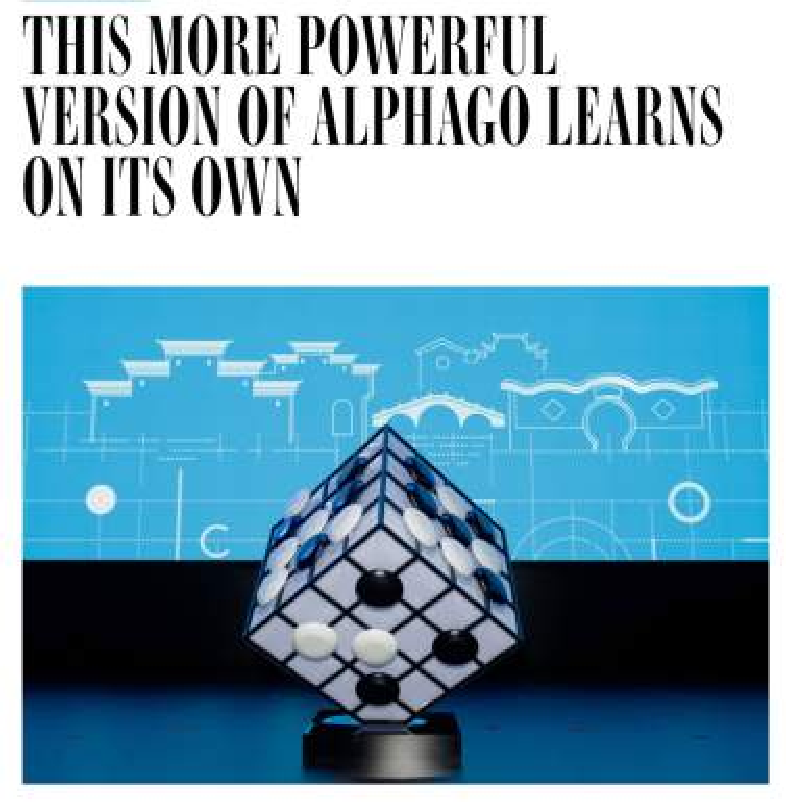 THIS MORE POWERFUL
VERSION OF ALPHAGO LEARNS
ON ITS OWN